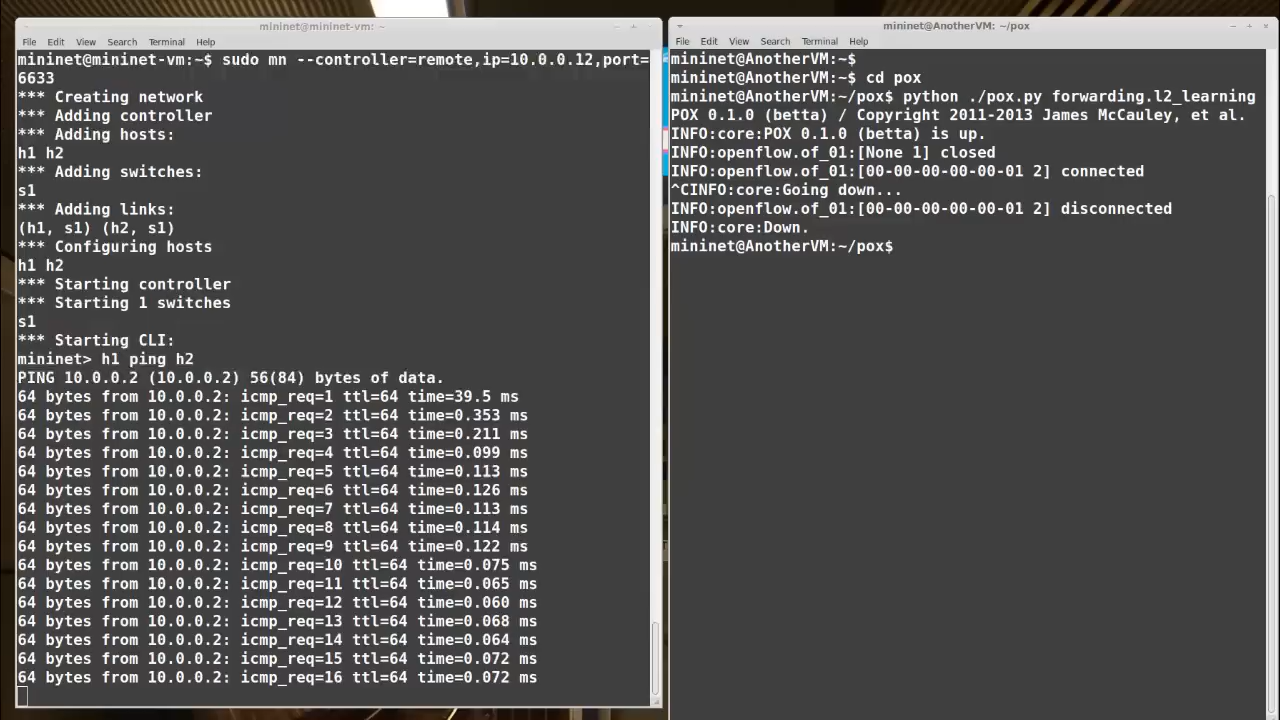 mininet@mininet-vm: ~
File Edit View Search Terminal Help
mininet@mininet-vm:~$ sudo mn --controller=remote,ip=10.0.0.12,port=
6633
*** Creating network
*** Adding controller
*** Adding hosts:
h1 h2
*** Adding switches:
s1
*** Adding links:
(h1, s1) (h2, s1)
*** Configuring hosts
h1 h2
*** Starting controller
*** Starting 1 switches
s1
*** Starting CLI:
mininet> h1 ping h2
PING 10.0.0.2 (10.0.0.2) 56(84) bytes of data.
64 bytes from 10.0.0.2: icmp_req=1 ttl=64 time=39.5 ms
64 bytes from 10.0.0.2: icmp_req=2 ttl=64 time=0.353 ms
64 bytes from 10.0.0.2: icmp_req=3 ttl=64 time=0.211 ms
64 bytes from 10.0.0.2: icmp_req=4 ttl=64 time=0.099 ms
64 bytes from 10.0.0.2: icmp_req=5 ttl=64 time=0.113 ms
64 bytes from 10.0.0.2: icmp_req=6 ttl=64 time=0.126 ms
64 bytes from 10.0.0.2: icmp_req=7 ttl=64 time=0.113 ms
64 bytes from 10.0.0.2: icmp_req=8 ttl=64 time=0.114 ms
64 bytes from 10.0.0.2: icmp_req=9 ttl=64 time=0.122 ms
64 bytes from 10.0.0.2: icmp_req=10 ttl=64 time=0.075 ms
64 bytes from 10.0.0.2: icmp_req=11 ttl=64 time=0.065 ms
64 bytes from 10.0.0.2: icmp_req=12 ttl=64 time=0.060 ms
64 bytes from 10.0.0.2: icmp_req=13 ttl=64 time=0.068 ms
64 bytes from 10.0.0.2: icmp_req=14 ttl=64 time=0.064 ms
64 bytes from 10.0.0.2: icmp_req=15 ttl=64 time=0.072 ms
64 bytes from 10.0.0.2: icmp_req=16 ttl=64 time=0.072 ms
mininet@AnotherVM: ~/pox
File Edit View Search Terminal Help
mininet@AnotherVM:~$
mininet@AnotherVM:~$ cd pox
mininet@AnotherVM:~/pox$ python ./pox.py forwarding.l2_learning
POX 0.1.0 (betta) / Copyright 2011-2013 James McCauley, et al.
INFO:core:POX 0.1.0 (betta) is up.
INFO:openflow.of_01:[None 1] closed
INFO:openflow.of_01:[00-00-00-00-00-01 2] connected
^CINFO:core:Going down...
INFO:openflow.of_01:[00-00-00-00-00-01 2] disconnected
INFO:core:Down.
mininet@AnotherVM:~/pox$